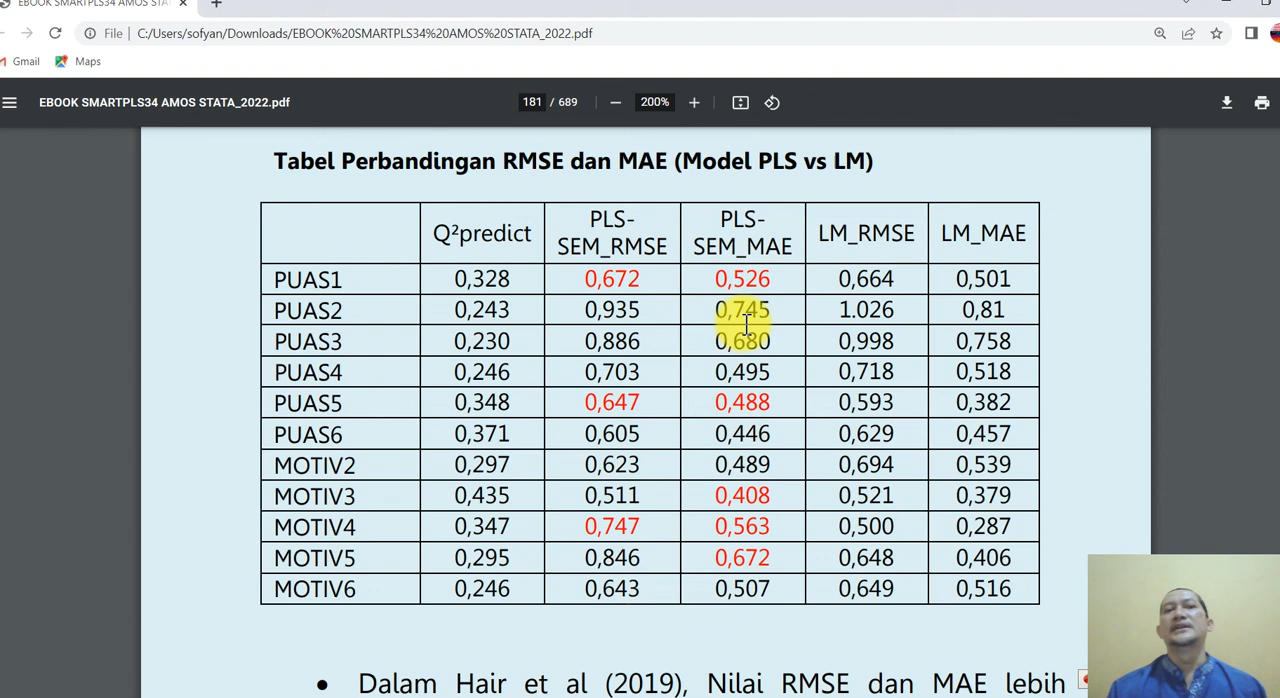 EBOOK SMARTPLS34 AMOS STA
File | C:/Users/sofyan/Downloads/EBOOK%20SMARTPLS34%20AMOS%20STATA_2022.pdf
Gmail Maps
EBOOK SMARTPLS34 AMOS STATA_2022.pdf 181 / 689 200%
Tabel Perbandingan RMSE dan MAE (Model PLS vs LM)
Q²predict PLS-SEM_RMSE PLS-SEM_MAE LM_RMSE LM_MAE
PUAS1 0,328 0,672 0,526 0,664 0,501
PUAS2 0,243 0,935 0,745 1.026 0,81
PUAS3 0,230 0,886 0,680 0,998 0,758
PUAS4 0,246 0,703 0,495 0,718 0,518
PUAS5 0,348 0,647 0,488 0,593 0,382
PUAS6 0,371 0,605 0,446 0,629 0,457
MOTIV2 0,297 0,623 0,489 0,694 0,539
MOTIV3 0,435 0,511 0,408 0,521 0,379
MOTIV4 0,347 0,747 0,563 0,500 0,287
MOTIV5 0,295 0,846 0,672 0,648 0,406
MOTIV6 0,246 0,643 0,507 0,649 0,516
• Dalam Hair et al (2019), Nilai RMSE dan MAE lebih